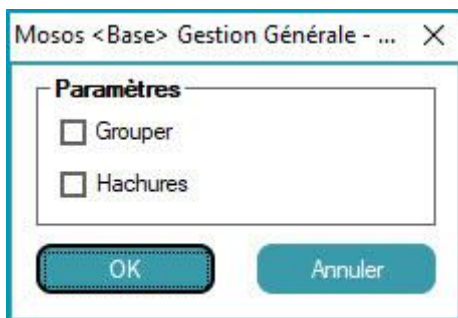 Mosos <Base> Gestion Générale - ...
Paramètres
Grouper
Hachures
OK
Annuler